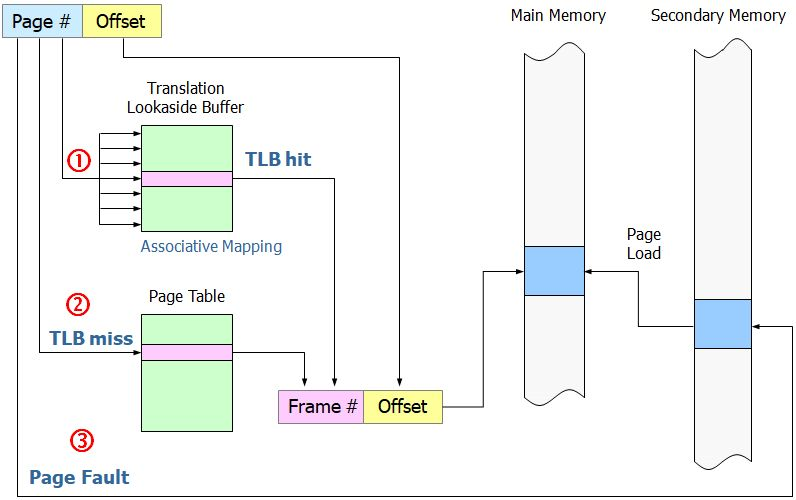 Page #
Offset
Main Memory
Secondary Memory
Translation
Lookaside Buffer
①
TLB hit
Associative Mapping
Page
Load
②
Page Table
TLB miss
Frame #
Offset
③
Page Fault